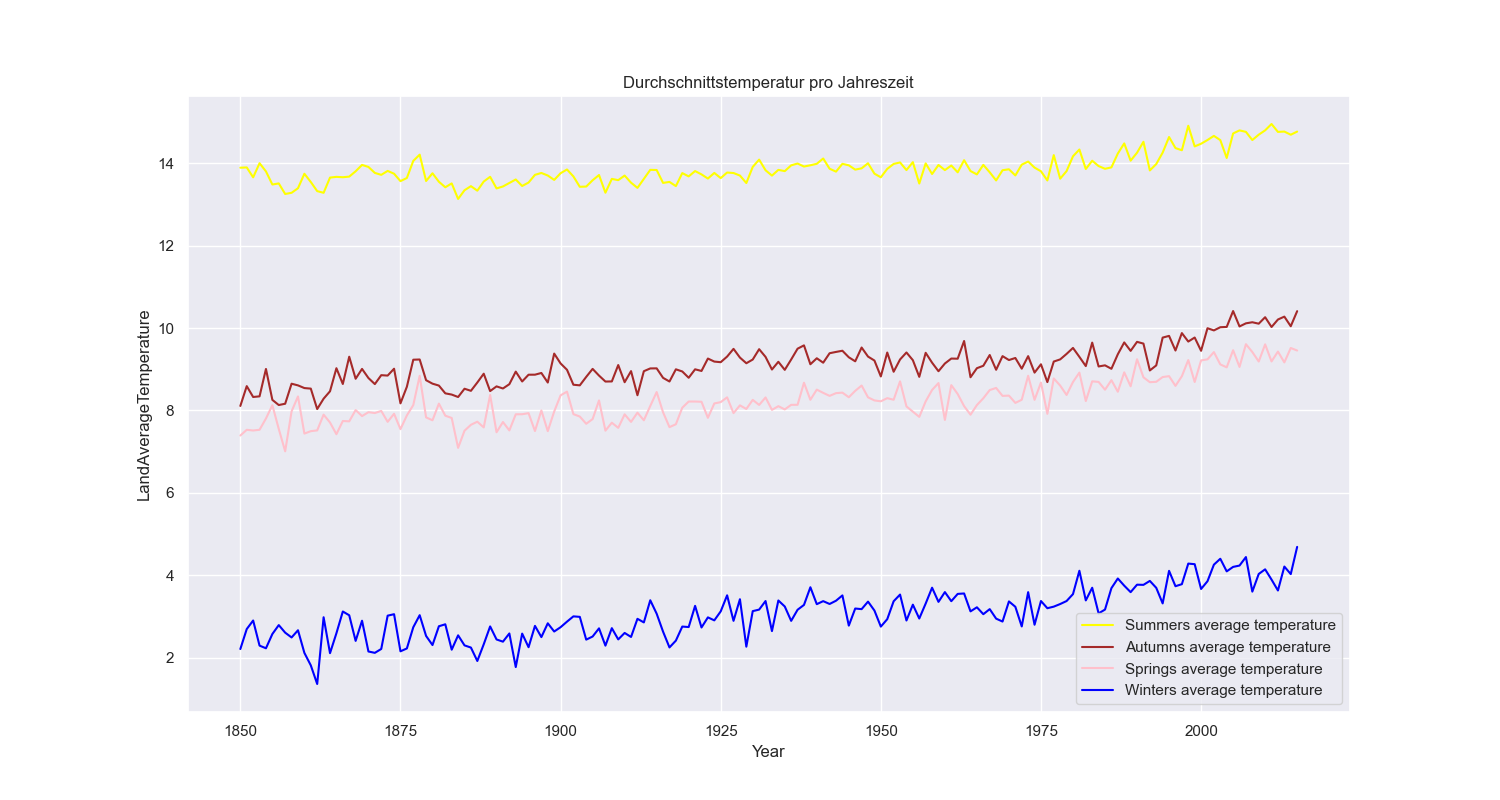 Durchschnittstemperatur pro Jahreszeit
LandAverageTemperature
14
12
10
8
6
4
2
Summers average temperature
Autumns average temperature
Springs average temperature
Winters average temperature
1850 1875 1900 1925 1950 1975 2000
Year